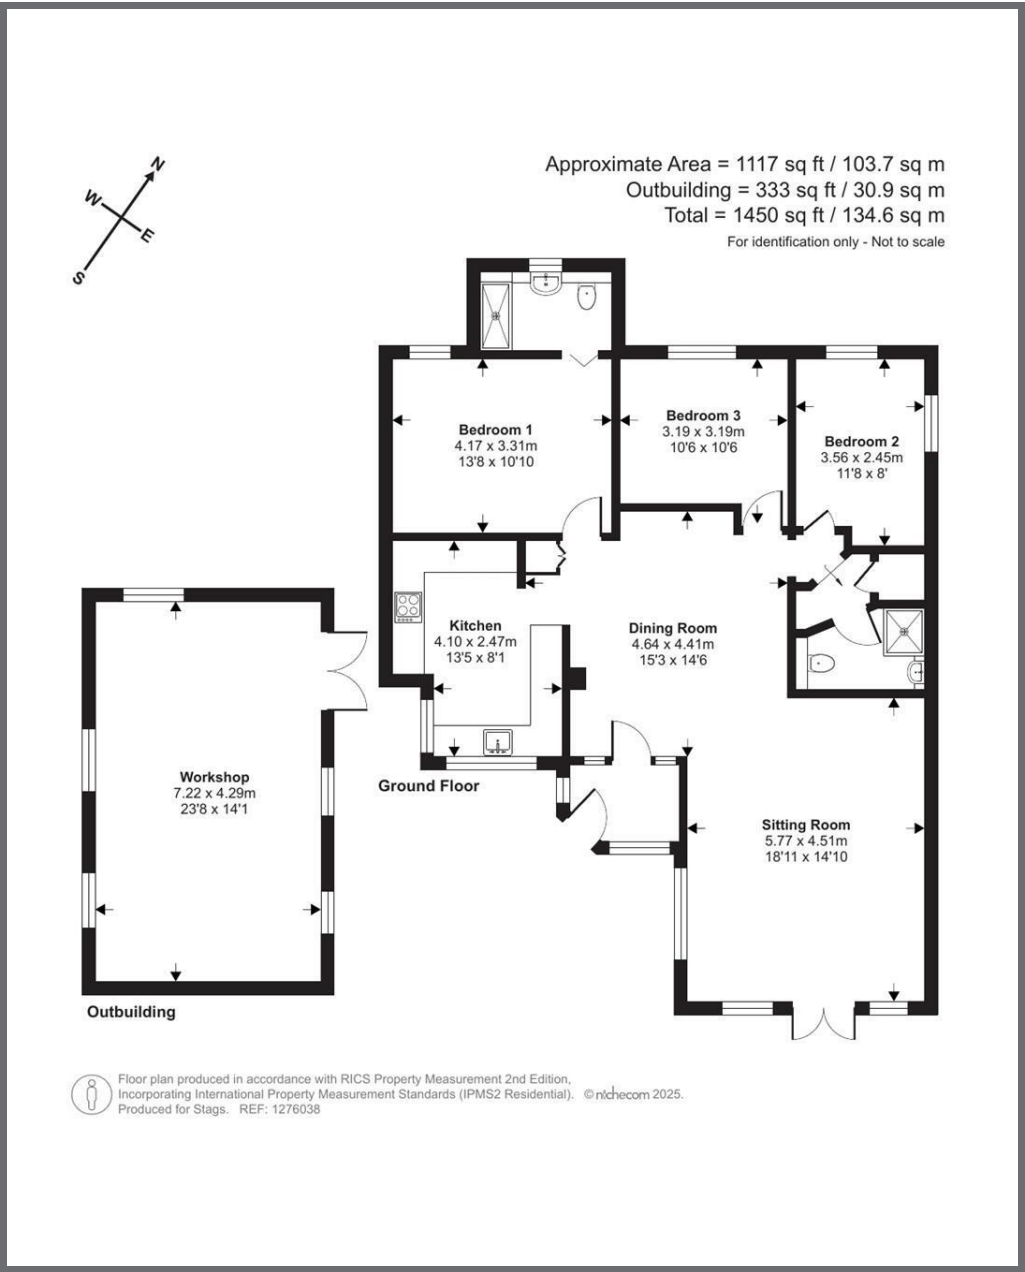 Approximate Area = 1117 sq ft / 103.7 sq m
Outbuilding = 333 sq ft / 30.9 sq m
Total = 1450 sq ft / 134.6 sq m
For identification only - Not to scale
N
W
E
S
Bedroom 1
4.17 x 3.31m
13'8 x 10'10
Bedroom 3
3.19 x 3.19m
10'6 x 10'6
Bedroom 2
3.56 x 2.45m
11'8 x 8'
Kitchen
4.10 x 2.47m
13'5 x 8'1
Dining Room
4.64 x 4.41m
15'3 x 14'6
Workshop
7.22 x 4.29m
23'8 x 14'1
Ground Floor
Sitting Room
5.77 x 4.51m
18'11 x 14'10
Outbuilding
Floor plan produced in accordance with RICS Property Measurement 2nd Edition,
Incorporating International Property Measurement Standards (IPMS2 Residential). © nichecom 2025.
Produced for Stags. REF: 1276038